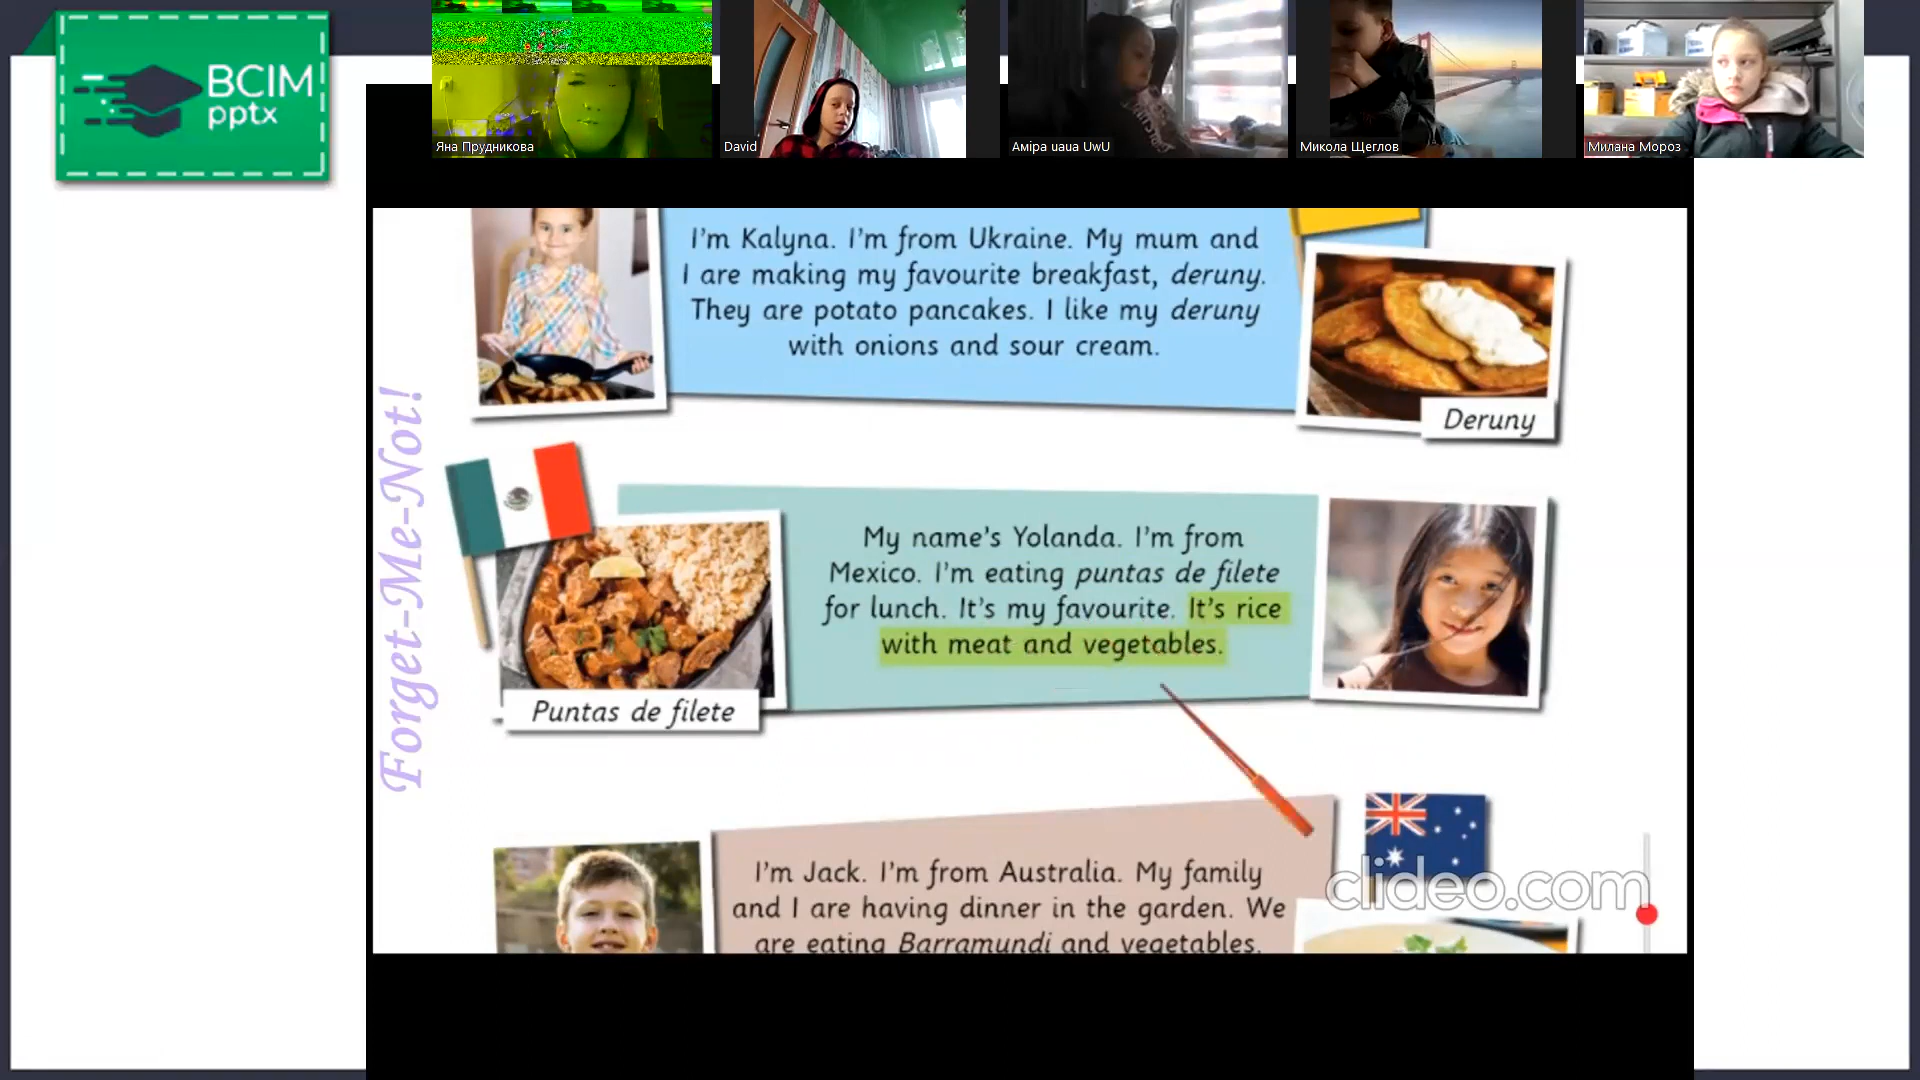 BCIM
pptx
Яна Прудникова
David
Аміра uaua UwU
Микола Щеглов
Милана Мороз
I'm Kalyna. I'm from Ukraine. My mum and
I are making my favourite breakfast, deruny.
They are potato pancakes. I like my deruny
with onions and sour cream.
Deruny
Forget-Me-Not!
My name's Yolanda. I'm from
Mexico. I'm eating puntas de filete
for lunch. It's my favourite. It's rice
with meat and vegetables.
Puntas de filete
I'm Jack. I'm from Australia. My family
and I are having dinner in the garden. We
are eating Barramundi and vegetables.
clideo.com